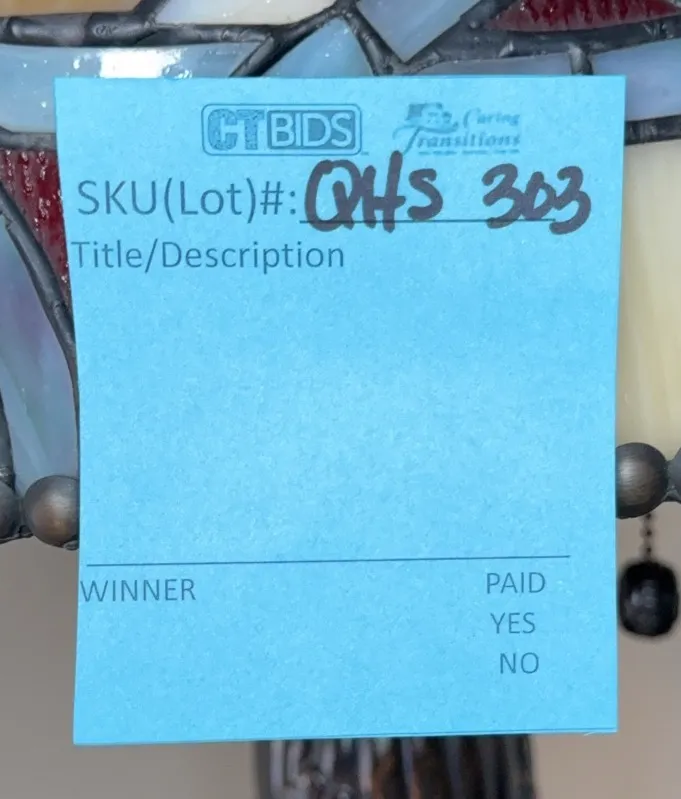 CTBIDS
Caring
Transitions
SKU(Lot)#: QHS 303
Title/Description
WINNER
PAID
YES
NO